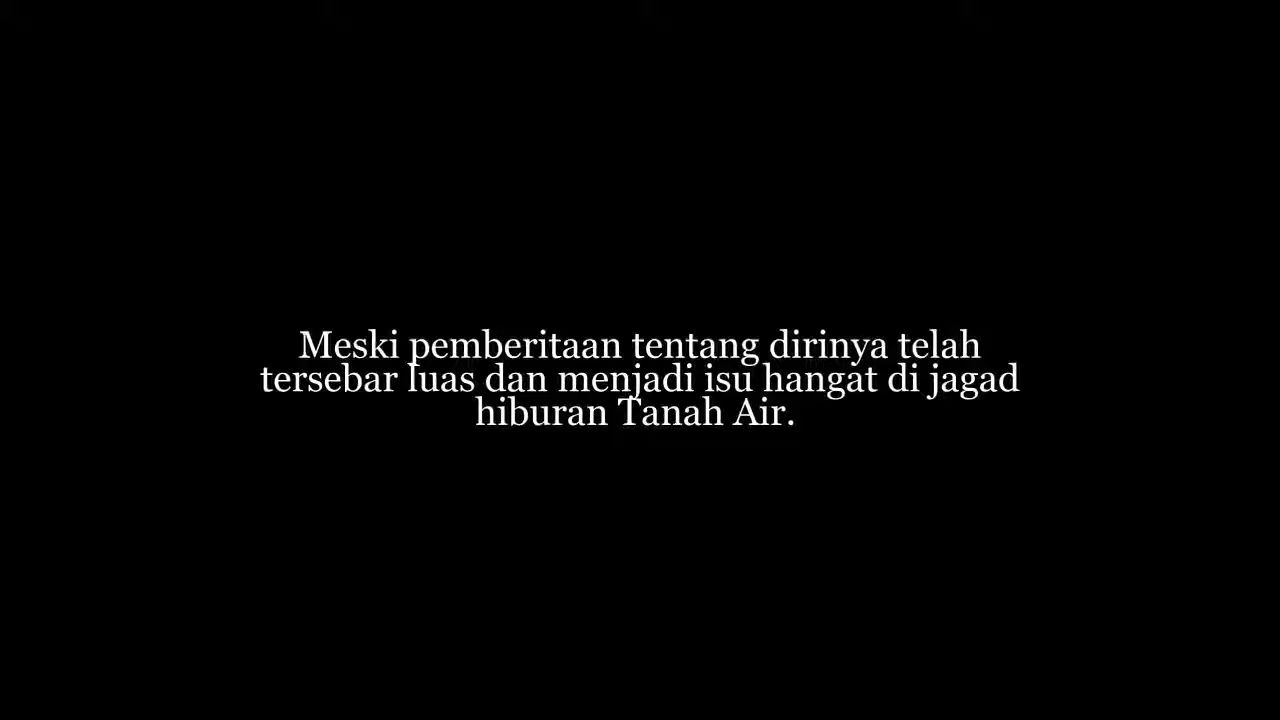 Meski pemberitaan tentang dirinya telah
tersebar luas dan menjadi isu hangat di jagad
hiburan Tanah Air.